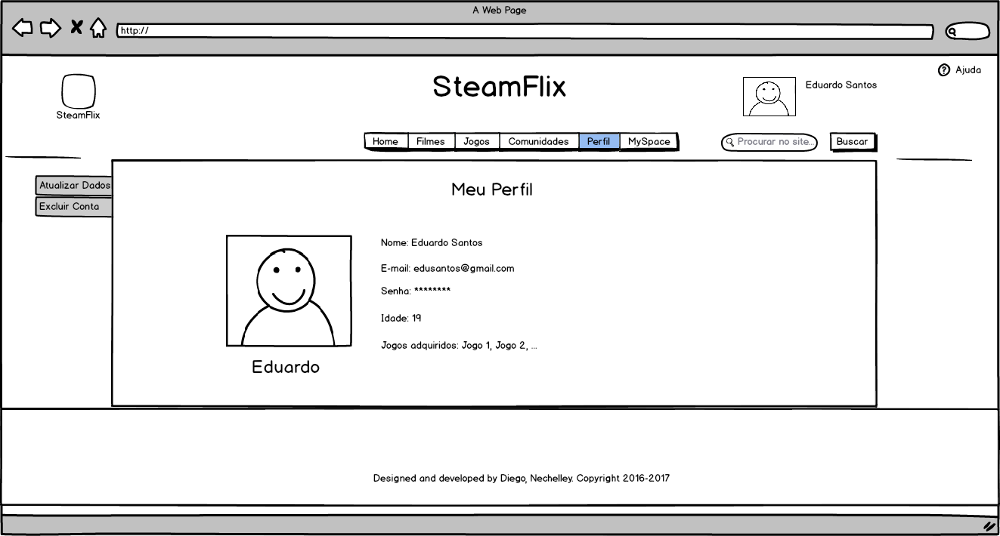 A Web Page
http://
Ajuda
SteamFlix
Eduardo Santos
SteamFlix
Home Filmes Jogos Comunidades Perfil MySpace
Procurar no site...
Buscar
Atualizar Dados
Excluir Conta
Meu Perfil
Nome: Eduardo Santos
E-mail: edusantos@gmail.com
Senha: ********
Idade: 19
Jogos adquiridos: Jogo 1, Jogo 2, ...
Eduardo
Designed and developed by Diego, Nechelley. Copyright 2016-2017